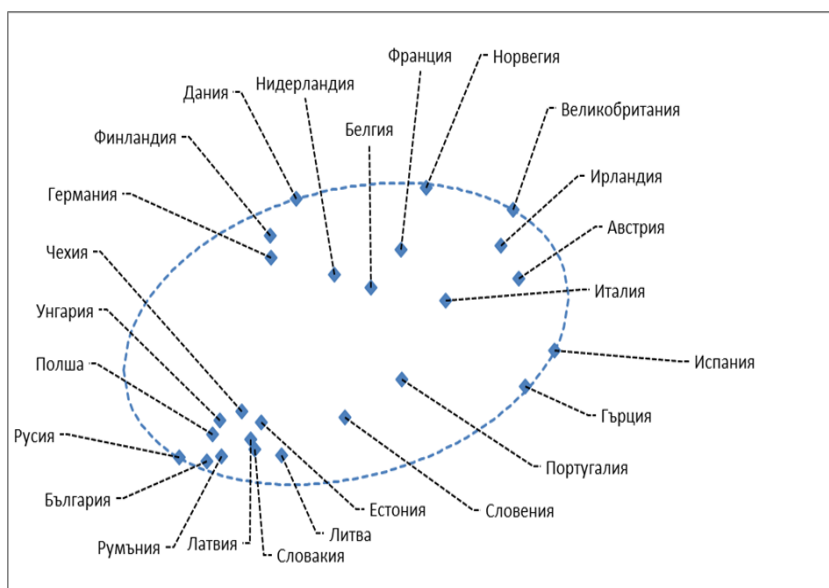 Франция
Норвегия
Нидерландия
Дания
Великобритания
Белгия
Финландия
Ирландия
Германия
Австрия
Чехия
Италия
Унгария
Полша
Испания
Гърция
Русия
Португалия
България
Естония
Словения
Литва
Румъния
Латвия
Словакия